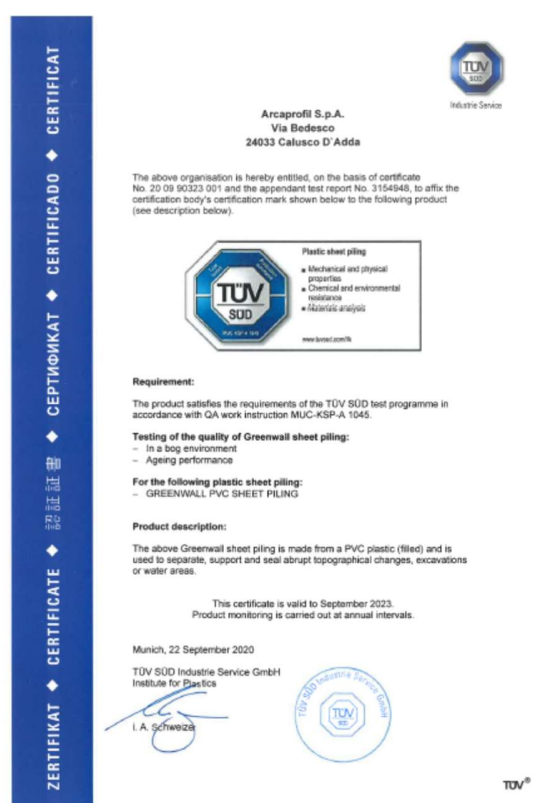 ZERTIFIKAT ◆ CERTIFICATE ◆ 認証証書 ◆ СЕРТИФИКАТ ◆ CERTIFICADO ◆ CERTIFICAT
TÜV
SÜD
Industrie Service
Arcaprofil S.p.A.
Via Bedesco
24033 Calusco D´Adda
The above organisation is hereby entitled, on the basis of certificate
No. 20 09 90323 001 and the appendant test report No. 3154948, to affix the
certification body's certification mark shown below to the following product
(see description below).
TÜV
SÜD
Plastic sheet piling
■ Mechanical and physical
properties
■ Chemical and environmental
resistance
■ Materials analysis
www.tuvsud.com/tk
Requirement:
The product satisfies the requirements of the TÜV SÜD test programme in
accordance with QA work instruction MUC-KSP-A 1045.
Testing of the quality of Greenwall sheet piling:
– In a bog environment
– Ageing performance
For the following plastic sheet piling:
– GREENWALL PVC SHEET PILING
Product description:
The above Greenwall sheet piling is made from a PVC plastic (filled) and is
used to separate, support and seal abrupt topographical changes, excavations
or water areas.
This certificate is valid to September 2023.
Product monitoring is carried out at annual intervals.
Munich, 22 September 2020
TÜV SÜD Industrie Service GmbH
Institute for Plastics
i. A. Schweizer
TÜV SÜD Industrie Service GmbH
TÜV
SÜD
TÜV®